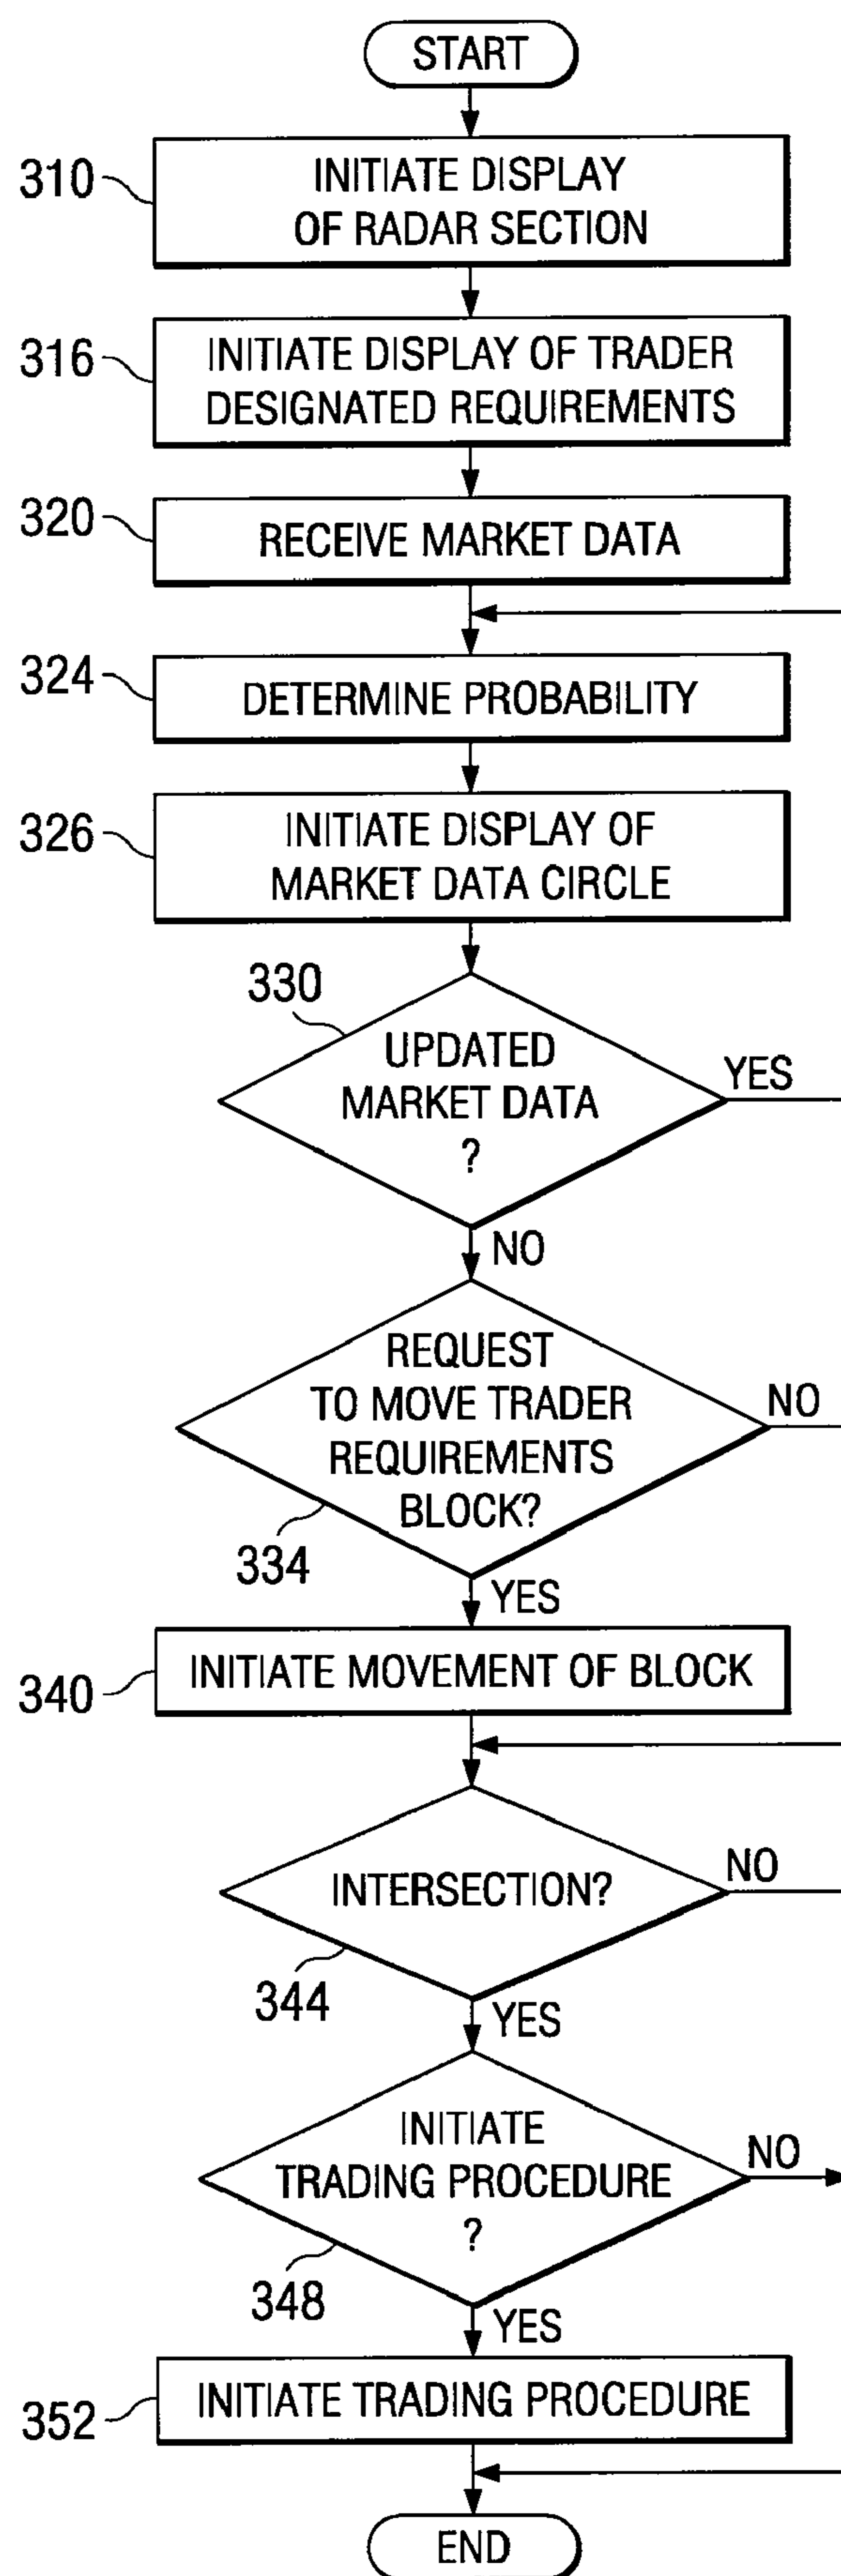 START
310
INITIATE DISPLAY
OF RADAR SECTION
316
INITIATE DISPLAY OF TRADER
DESIGNATED REQUIREMENTS
320
RECEIVE MARKET DATA
324
DETERMINE PROBABILITY
326
INITIATE DISPLAY OF
MARKET DATA CIRCLE
330
UPDATED
MARKET DATA
?
YES
NO
REQUEST
TO MOVE TRADER
REQUIREMENTS
BLOCK?
NO
334
YES
340
INITIATE MOVEMENT OF BLOCK
INTERSECTION?
NO
344
YES
INITIATE
TRADING PROCEDURE
?
NO
348
YES
352
INITIATE TRADING PROCEDURE
END